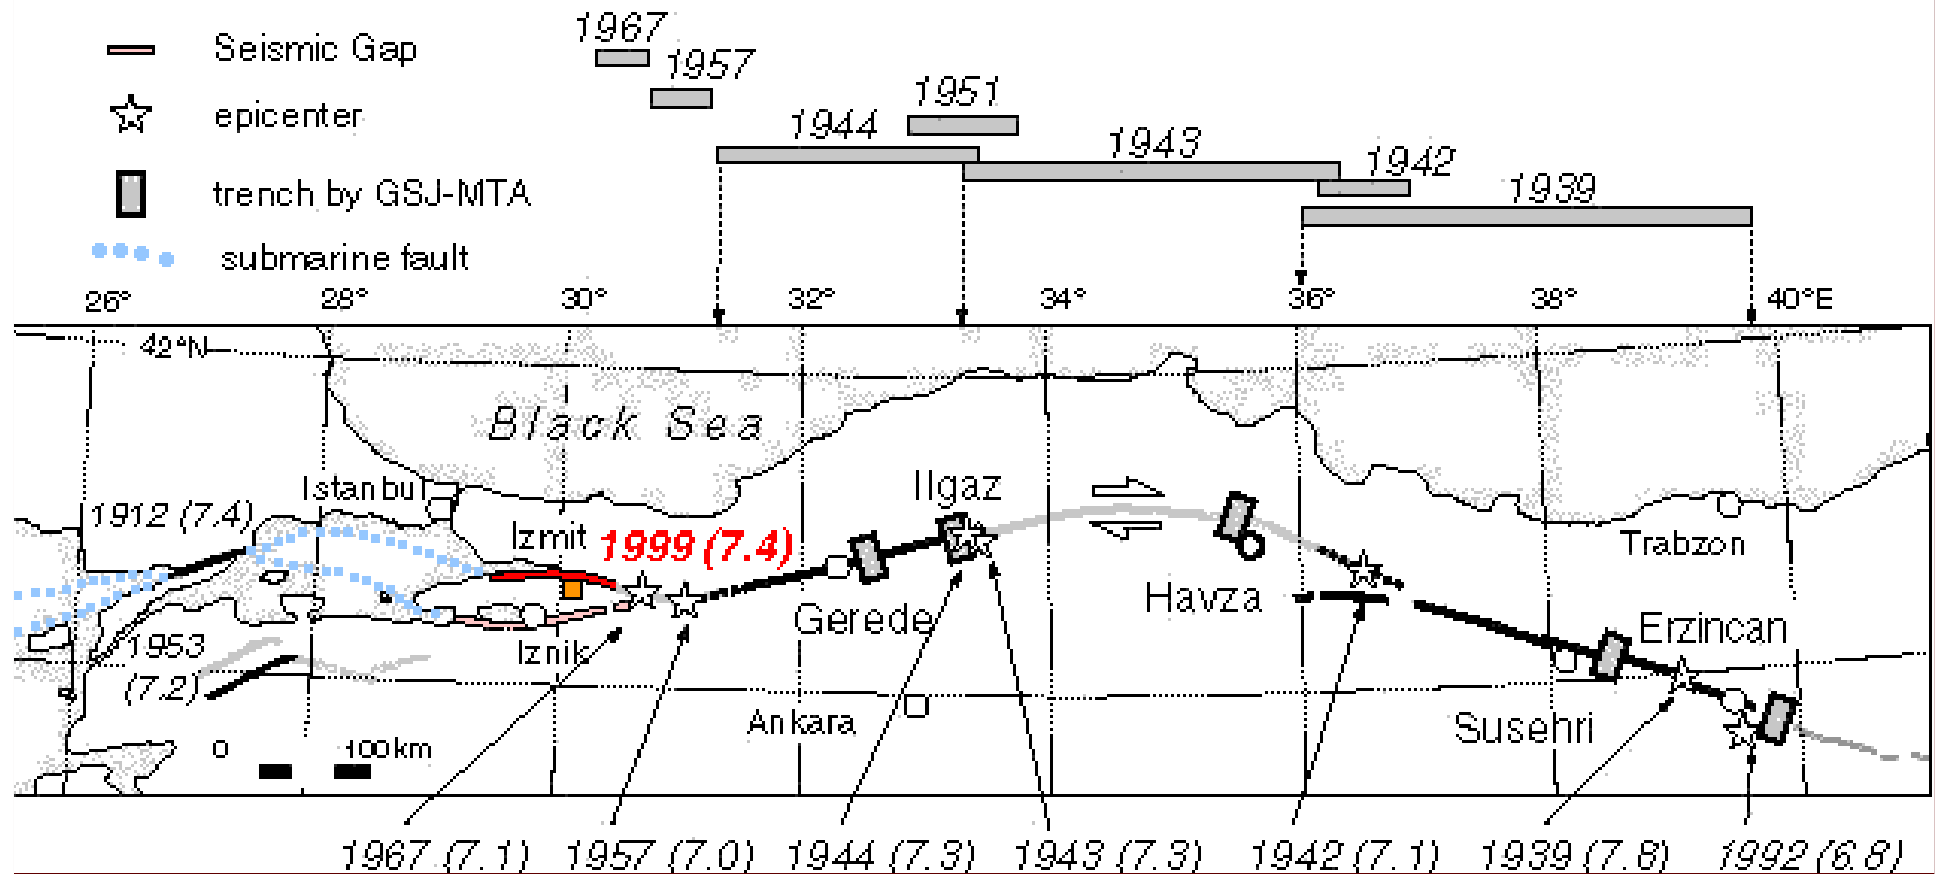 Seismic Gap
epicenter
trench by GSJ-MTA
submarine fault
1967
1957
1951
1944
1943
1942
1939
26° 28° 30° 32° 34° 36° 38° 40°E
42°N
Black Sea
Istanbul
1912 (7.4)
Izmit
1999 (7.4)
Ilgaz
Trabzon
Havza
Gerede
Erzincan
Iznik
1953
(7.2)
Ankara
Susehri
0 100km
1967 (7.1) 1957 (7.0) 1944 (7.3) 1943 (7.3) 1942 (7.1) 1939 (7.8) 1992 (6.8)